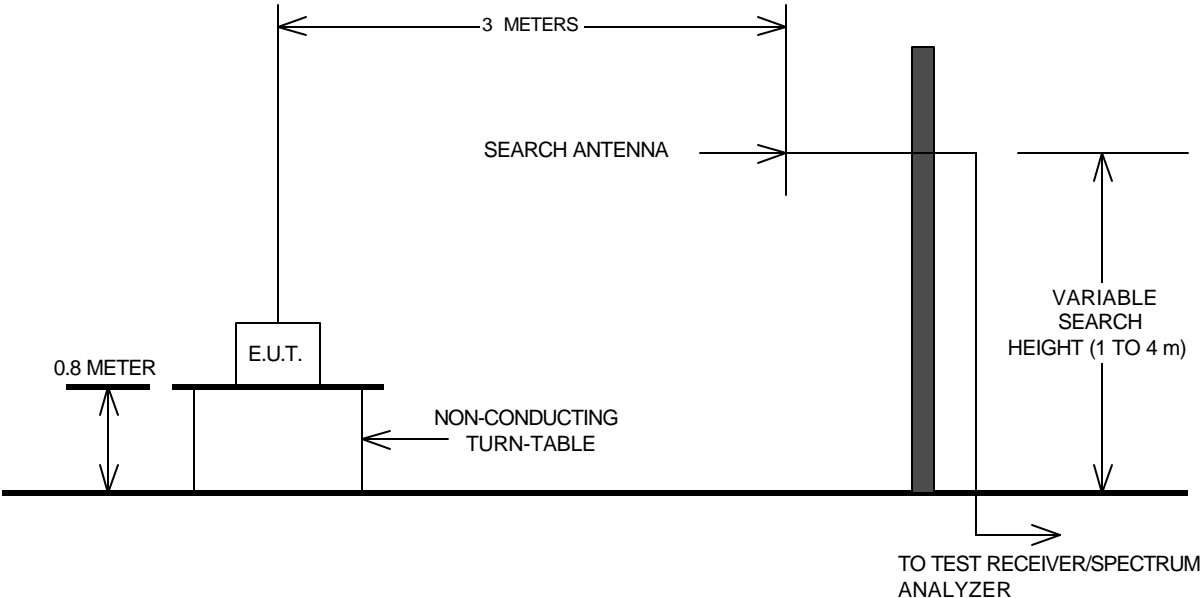 3 METERS
SEARCH ANTENNA
E.U.T.
0.8 METER
NON-CONDUCTING
TURN-TABLE
VARIABLE
SEARCH
HEIGHT (1 TO 4 m)
TO TEST RECEIVER/SPECTRUM
ANALYZER